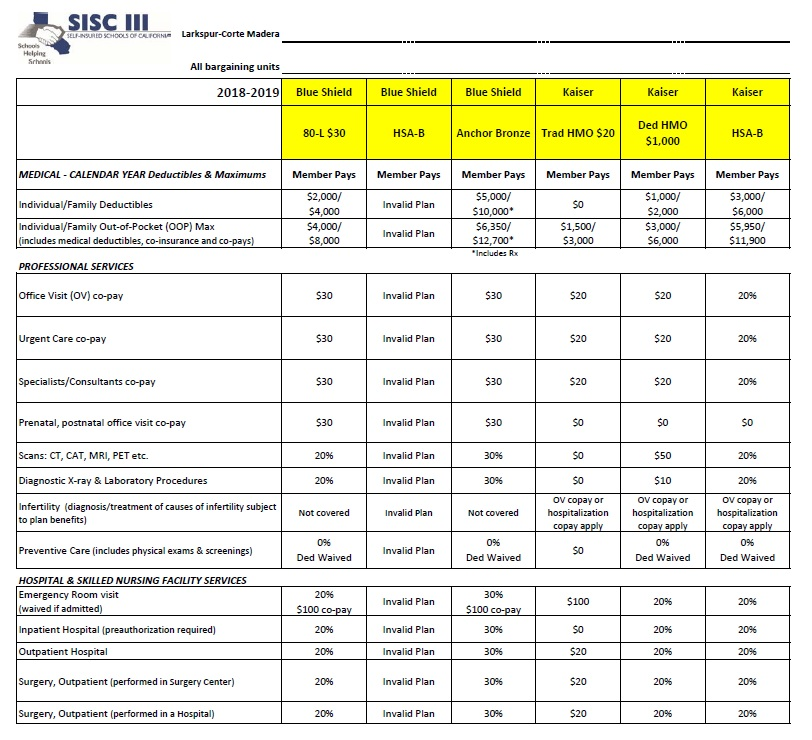 SISC III
SELF-INSURED SCHOOLS OF CALIFORNIA
Schools
Helping
Schools
Larkspur-Corte Madera
All bargaining units
2018-2019 Blue Shield Blue Shield Blue Shield Kaiser Kaiser Kaiser
80-L $30 HSA-B Anchor Bronze Trad HMO $20 Ded HMO $1,000 HSA-B
MEDICAL - CALENDAR YEAR Deductibles & Maximums Member Pays Member Pays Member Pays Member Pays Member Pays Member Pays
Individual/Family Deductibles $2,000/ $4,000 Invalid Plan $5,000/ $10,000* $0 $1,000/ $2,000 $3,000/ $6,000
Individual/Family Out-of-Pocket (OOP) Max
(includes medical deductibles, co-insurance and co-pays) $4,000/ $8,000 Invalid Plan $6,350/ $12,700* $1,500/ $3,000 $3,000/ $6,000 $5,950/ $11,900
*Includes Rx
PROFESSIONAL SERVICES
Office Visit (OV) co-pay $30 Invalid Plan $30 $20 $20 20%
Urgent Care co-pay $30 Invalid Plan $30 $20 $20 20%
Specialists/Consultants co-pay $30 Invalid Plan $30 $20 $20 20%
Prenatal, postnatal office visit co-pay $30 Invalid Plan $30 $0 $0 $0
Scans: CT, CAT, MRI, PET etc. 20% Invalid Plan 30% $0 $50 20%
Diagnostic X-ray & Laboratory Procedures 20% Invalid Plan 30% $0 $10 20%
Infertility (diagnosis/treatment of causes of infertility subject
to plan benefits) Not covered Invalid Plan Not covered OV copay or hospitalization copay apply OV copay or hospitalization copay apply OV copay or hospitalization copay apply
Preventive Care (includes physical exams & screenings) 0% Ded Waived Invalid Plan 0% Ded Waived $0 0% Ded Waived 0% Ded Waived
HOSPITAL & SKILLED NURSING FACILITY SERVICES
Emergency Room visit
(waived if admitted) 20% $100 co-pay Invalid Plan 30% $100 co-pay $100 20% 20%
Inpatient Hospital (preauthorization required) 20% Invalid Plan 30% $0 20% 20%
Outpatient Hospital 20% Invalid Plan 30% $20 20% 20%
Surgery, Outpatient (performed in Surgery Center) 20% Invalid Plan 30% $20 20% 20%
Surgery, Outpatient (performed in a Hospital) 20% Invalid Plan 30% $20 20% 20%